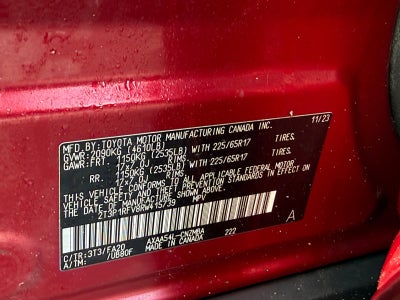 MFD. BY: TOYOTA MOTOR MANUFACTURING CANADA INC. 11/23
GVWR: 2090KG (4610LB)
GAWR: FRT. 1150KG (2535LB) WITH 225/65R17 TIRES,
RIMS
RR. 1150KG (2535LB) WITH 225/65R17 TIRES,
RIMS
THIS VEHICLE CONFORMS TO ALL APPLICABLE FEDERAL MOTOR
VEHICLE SAFETY AND THEFT PREVENTION STANDARDS
IN EFFECT ON THE DATE OF MANUFACTURE SHOWN ABOVE.
2T3P1RFV8RW415739 MPV
A
C/TR: 3T3/FA20 AXAA54L-CNZMBA 222
A/TM: /0B80F MADE IN CANADA